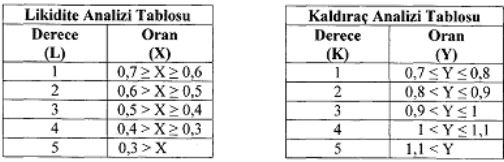 Likidite Analizi Tablosu
Derece (L) Oran (X)
1 0,7 ≥ X ≥ 0,6
2 0,6 > X ≥ 0,5
3 0,5 > X ≥ 0,4
4 0,4 > X ≥ 0,3
5 0,3 > X
Kaldıraç Analizi Tablosu
Derece (K) Oran (Y)
1 0,7 ≤ Y ≤ 0,8
2 0,8 < Y ≤ 0,9
3 0,9 < Y ≤ 1
4 1 < Y ≤ 1,1
5 1,1 < Y